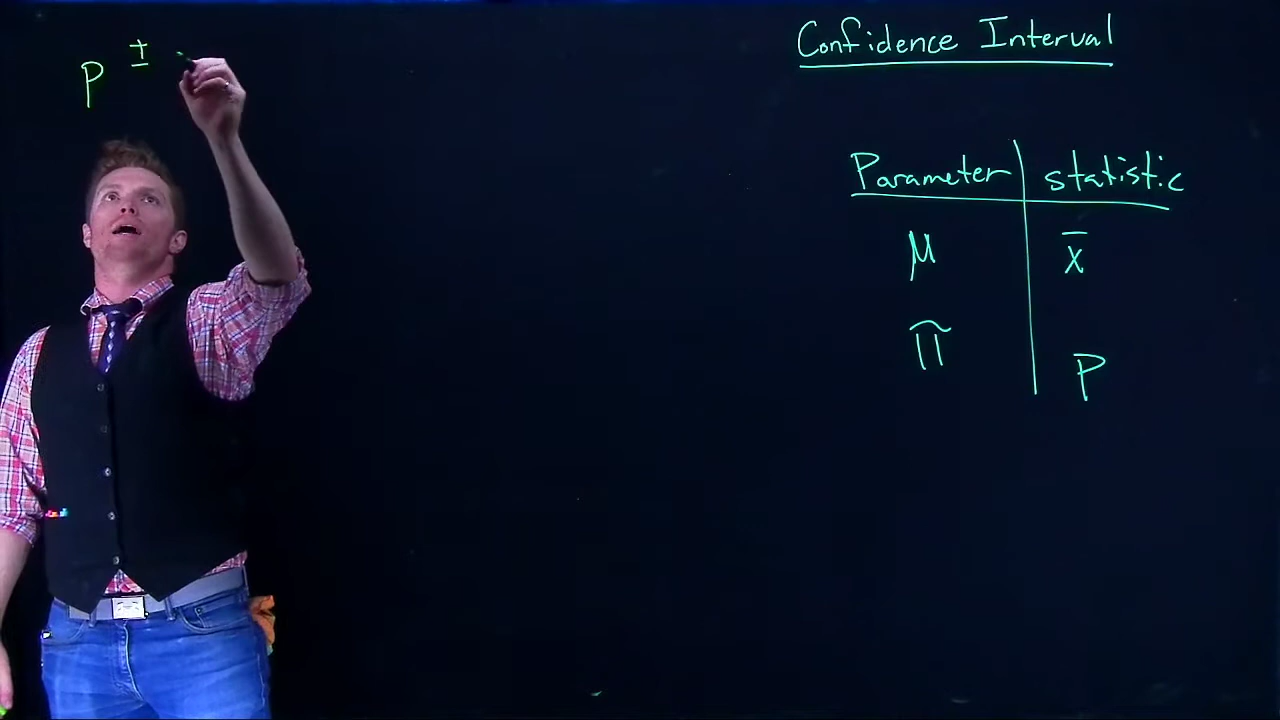 p ±
Confidence Interval
Parameter statistic
μ x̄
π p